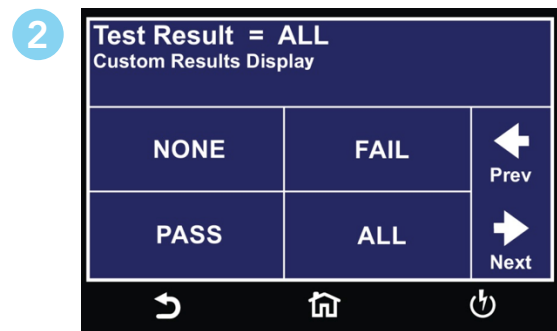 2
Test Result = ALL
Custom Results Display
NONE
FAIL
Prev
PASS
ALL
Next